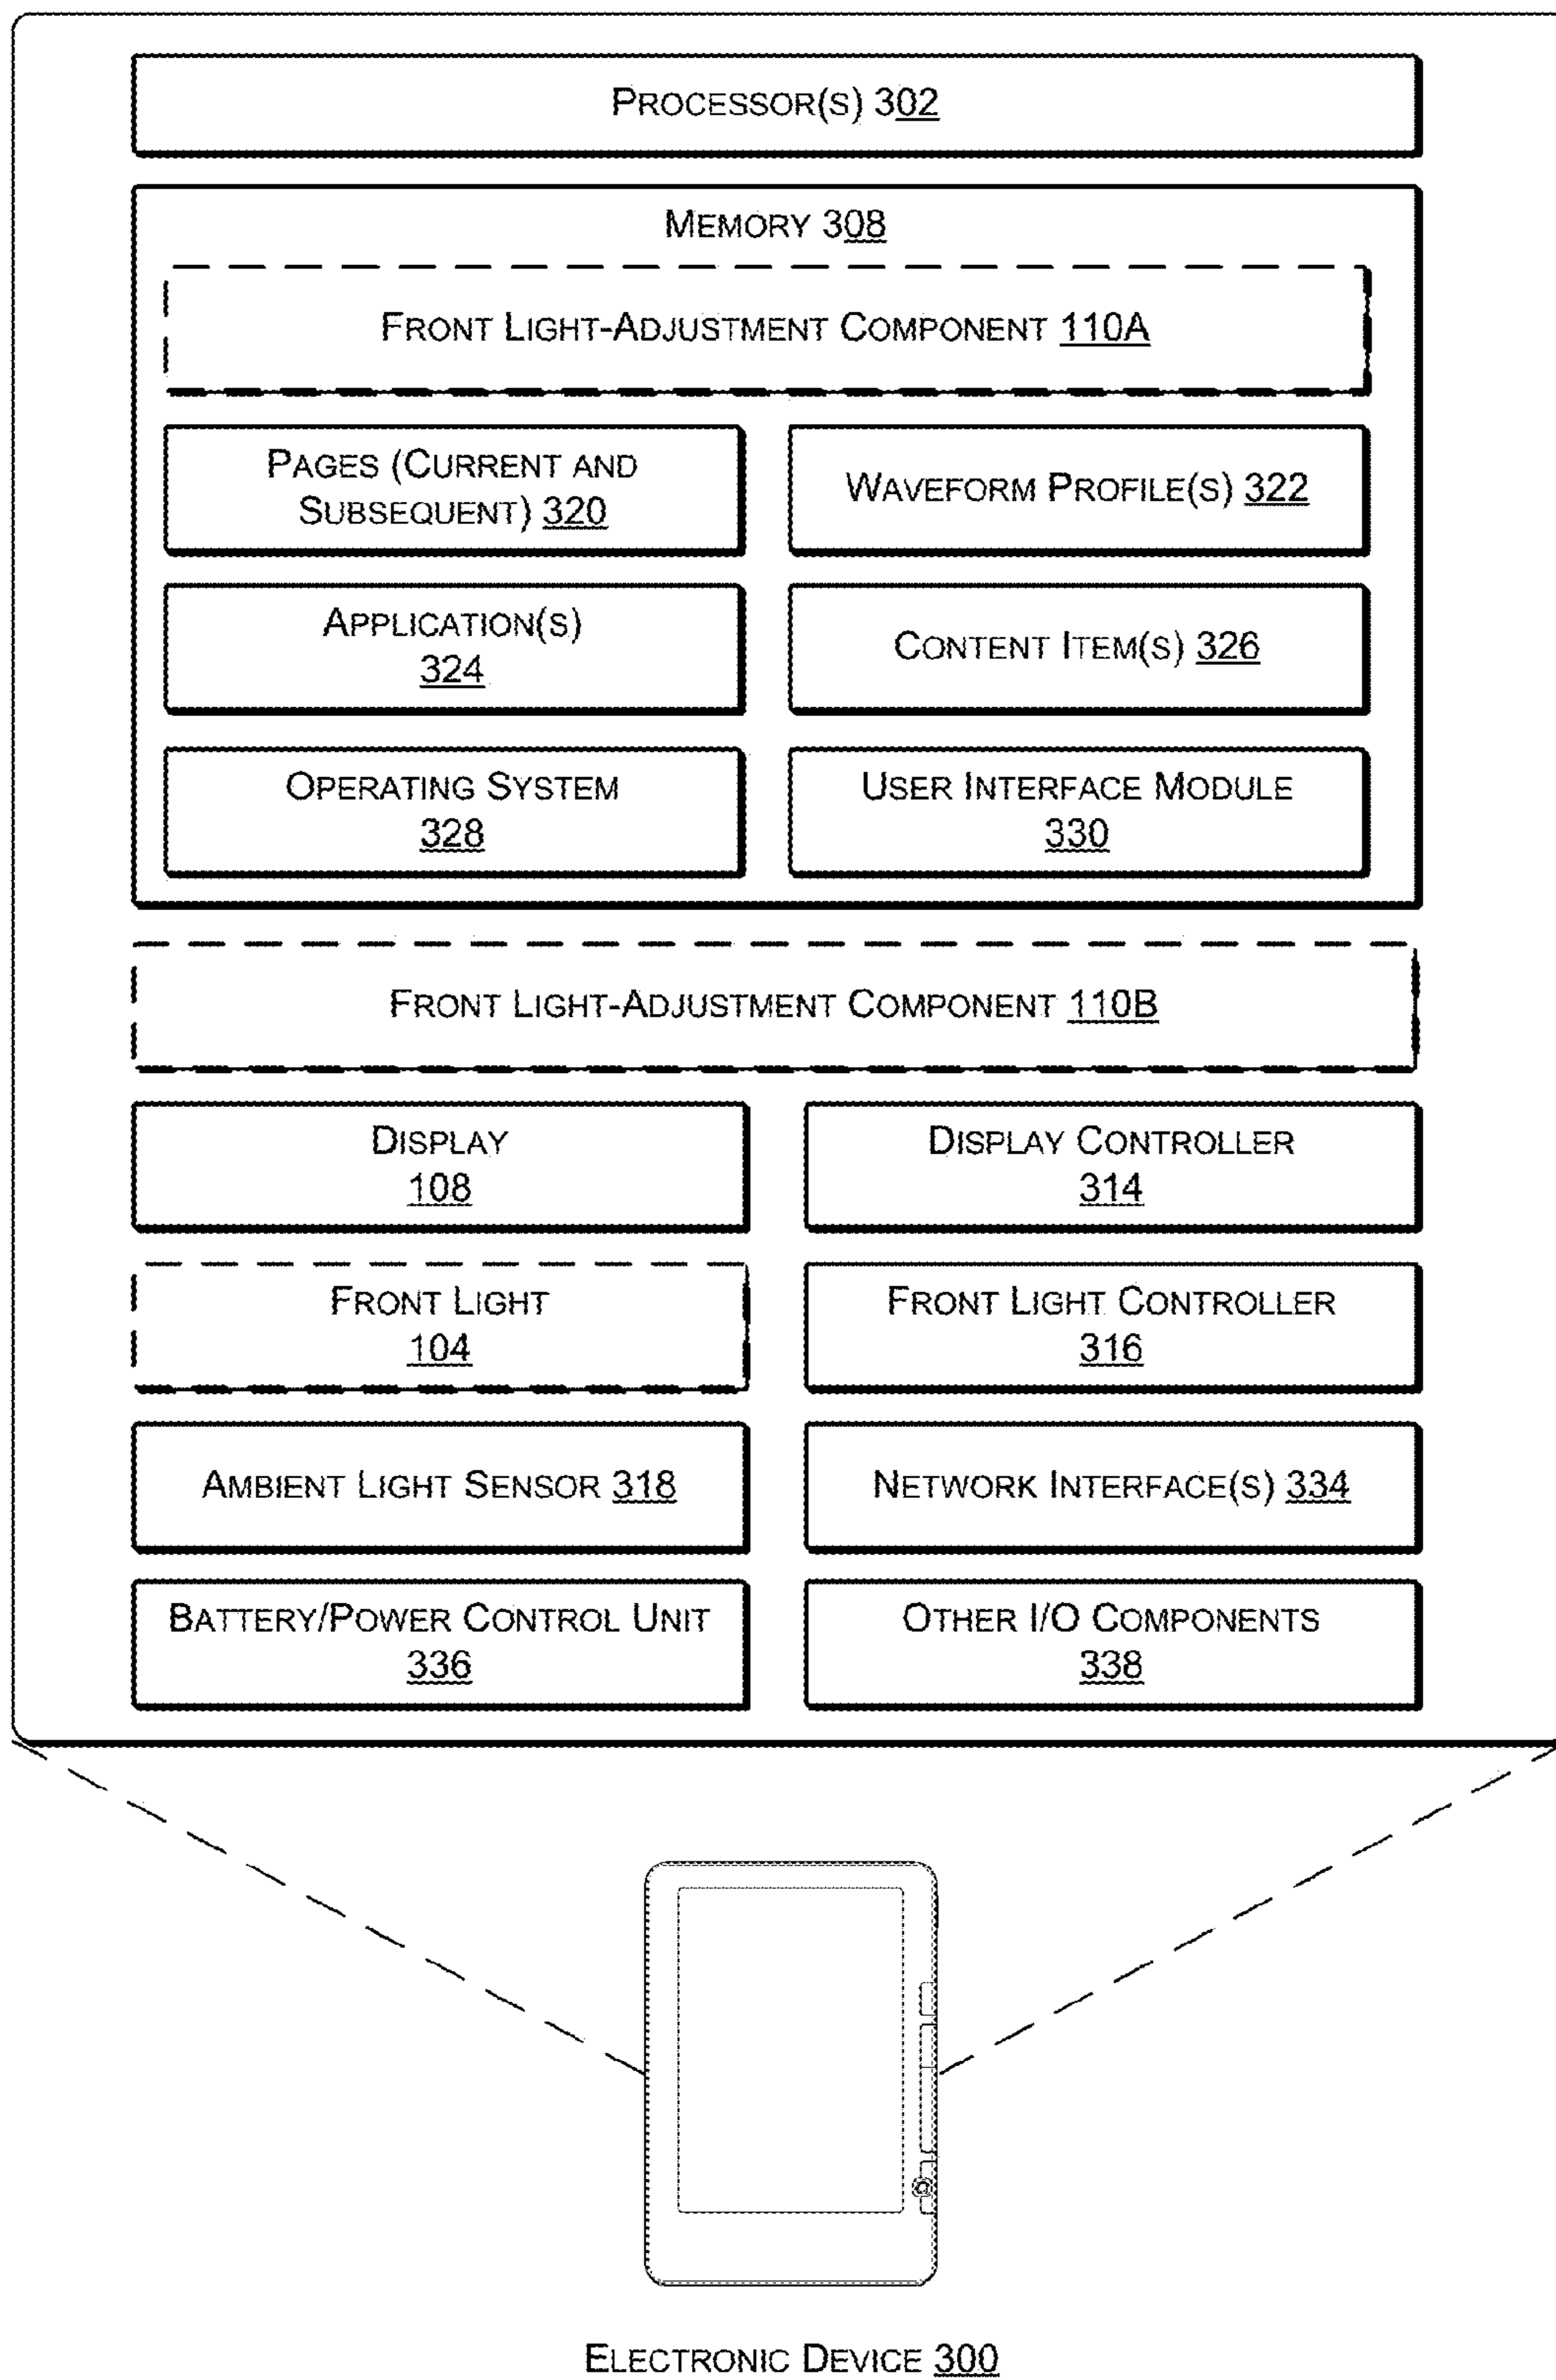 PROCESSOR(S) 302
MEMORY 308
FRONT LIGHT-ADJUSTMENT COMPONENT 110A
PAGES (CURRENT AND
SUBSEQUENT) 320
WAVEFORM PROFILE(S) 322
APPLICATION(S)
324
CONTENT ITEM(S) 326
OPERATING SYSTEM
328
USER INTERFACE MODULE
330
FRONT LIGHT-ADJUSTMENT COMPONENT 110B
DISPLAY
108
DISPLAY CONTROLLER
314
FRONT LIGHT
104
FRONT LIGHT CONTROLLER
316
AMBIENT LIGHT SENSOR 318
NETWORK INTERFACE(S) 334
BATTERY/POWER CONTROL UNIT
336
OTHER I/O COMPONENTS
338
ELECTRONIC DEVICE 300